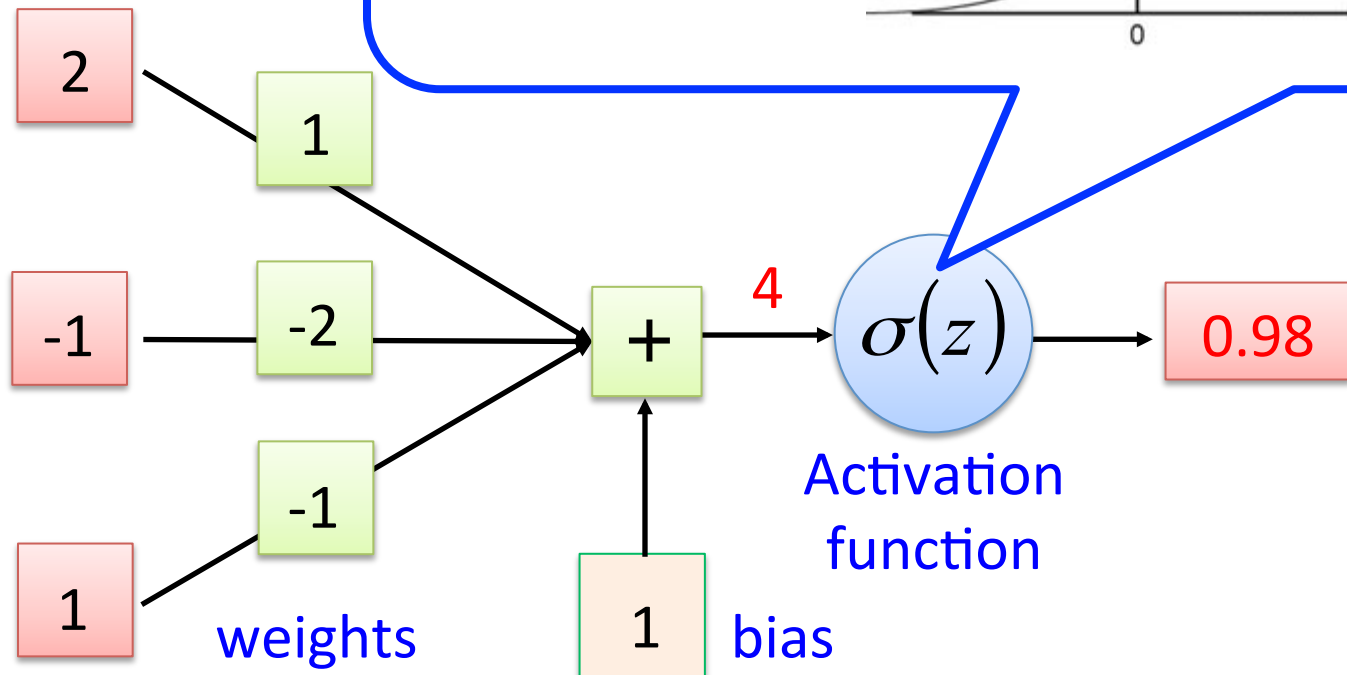 0
2
1
-1
-2
+
4
σ(z)
0.98
Activation
function
-1
1
weights
1
bias